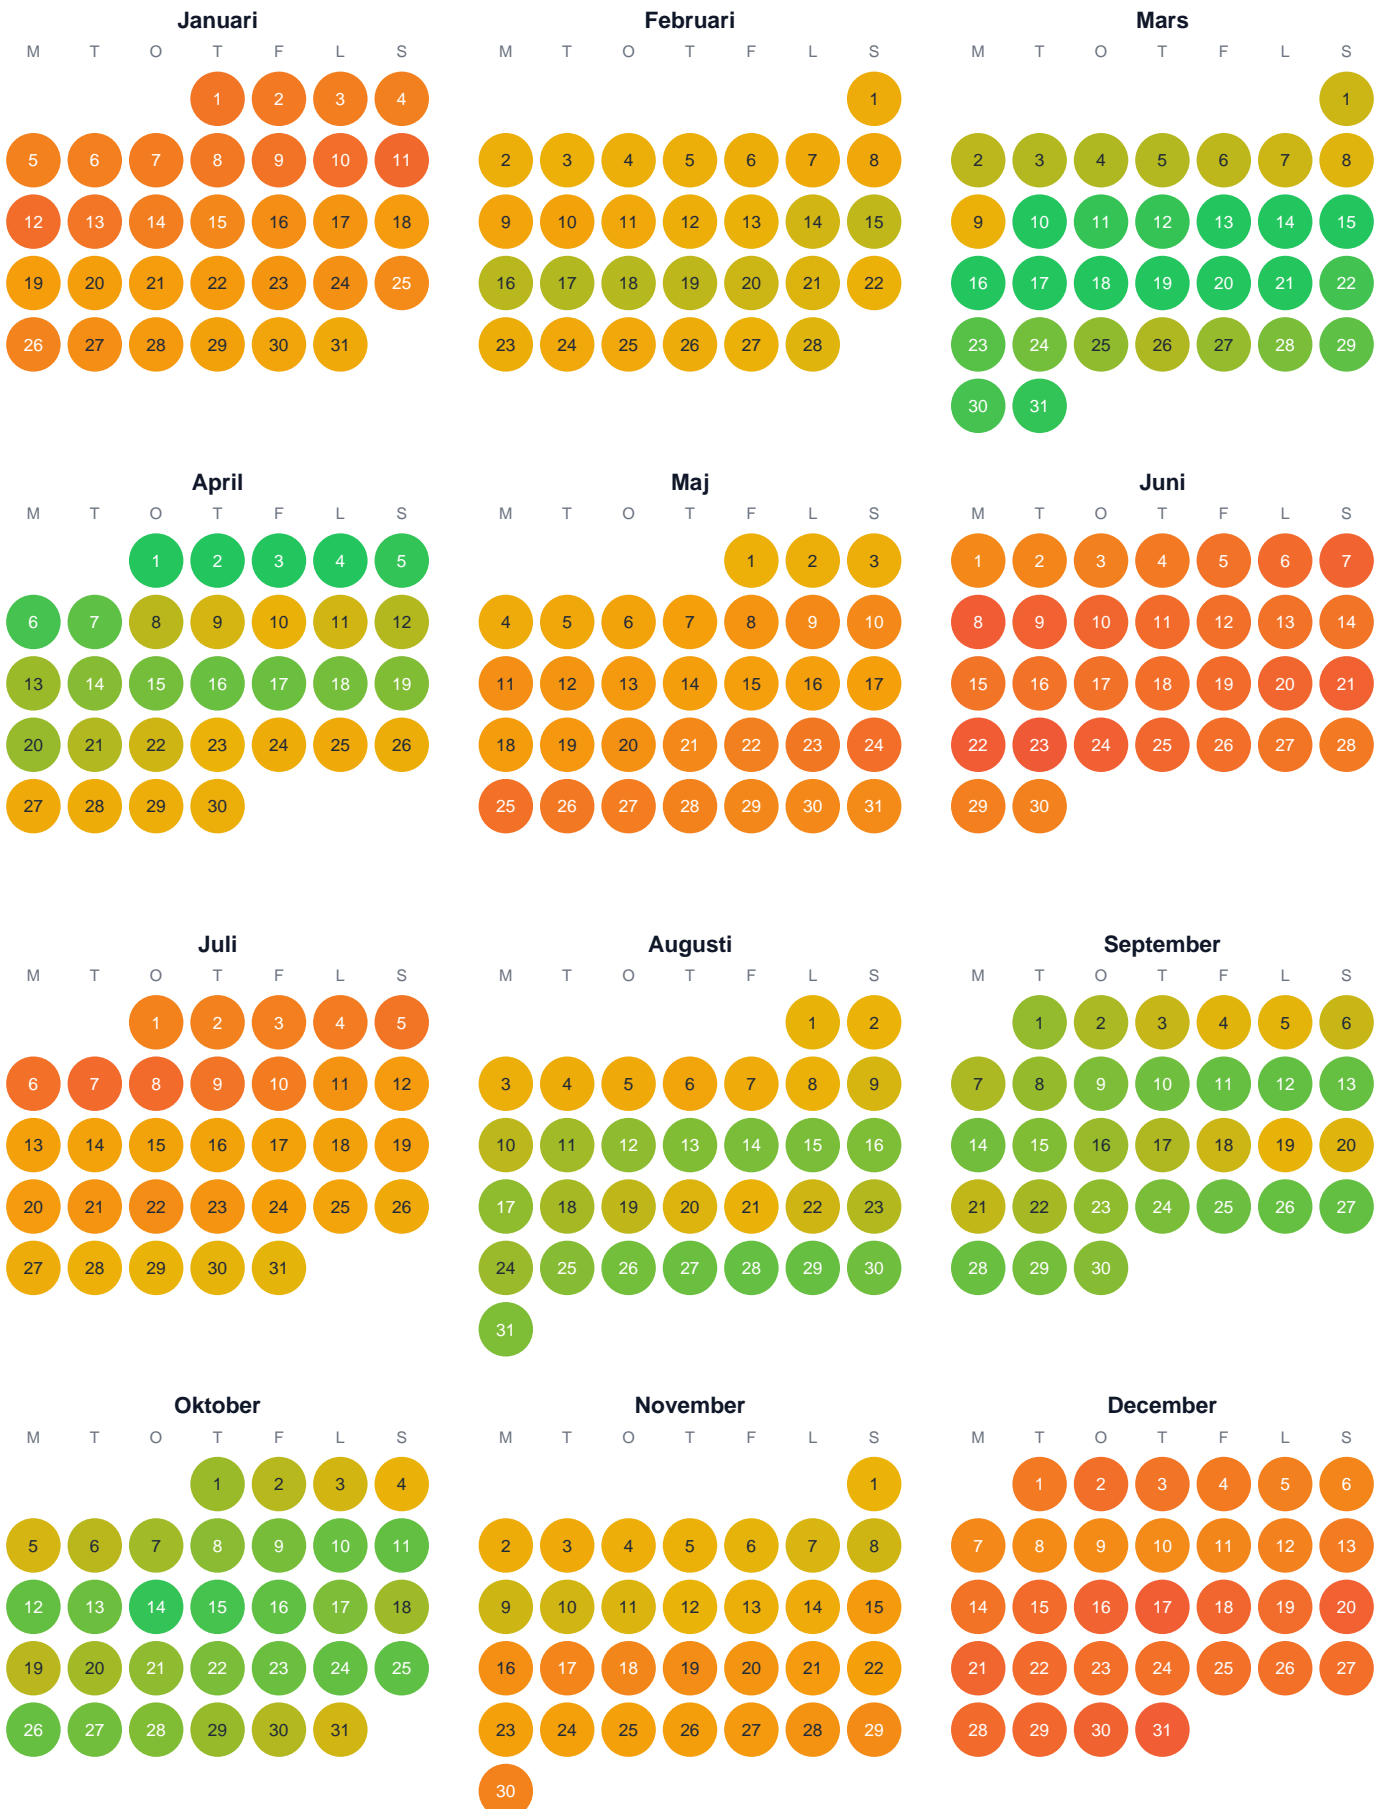 Januari Februari Mars
M T O T F L S M T O T F L S M T O T F L S
1 2 3 4 1 1
5 6 7 8 9 10 11 2 3 4 5 6 7 8 2 3 4 5 6 7 8
12 13 14 15 16 17 18 9 10 11 12 13 14 15 9 10 11 12 13 14 15
19 20 21 22 23 24 25 16 17 18 19 20 21 22 16 17 18 19 20 21 22
26 27 28 29 30 31 23 24 25 26 27 28 23 24 25 26 27 28 29
30 31
April Maj Juni
M T O T F L S M T O T F L S M T O T F L S
1 2 3 4 5 1 2 3 1 2 3 4 5 6 7
6 7 8 9 10 11 12 4 5 6 7 8 9 10 8 9 10 11 12 13 14
13 14 15 16 17 18 19 11 12 13 14 15 16 17 15 16 17 18 19 20 21
20 21 22 23 24 25 26 18 19 20 21 22 23 24 22 23 24 25 26 27 28
27 28 29 30 25 26 27 28 29 30 31 29 30
Juli Augusti September
M T O T F L S M T O T F L S M T O T F L S
1 2 3 4 5 1 2 1 2 3 4 5 6
6 7 8 9 10 11 12 3 4 5 6 7 8 9 7 8 9 10 11 12 13
13 14 15 16 17 18 19 10 11 12 13 14 15 16 14 15 16 17 18 19 20
20 21 22 23 24 25 26 17 18 19 20 21 22 23 21 22 23 24 25 26 27
27 28 29 30 31 24 25 26 27 28 29 30 28 29 30
31
Oktober November December
M T O T F L S M T O T F L S M T O T F L S
1 2 3 4 1 1 2 3 4 5 6
5 6 7 8 9 10 11 2 3 4 5 6 7 8 7 8 9 10 11 12 13
12 13 14 15 16 17 18 9 10 11 12 13 14 15 14 15 16 17 18 19 20
19 20 21 22 23 24 25 16 17 18 19 20 21 22 21 22 23 24 25 26 27
26 27 28 29 30 31 23 24 25 26 27 28 29 28 29 30 31
30